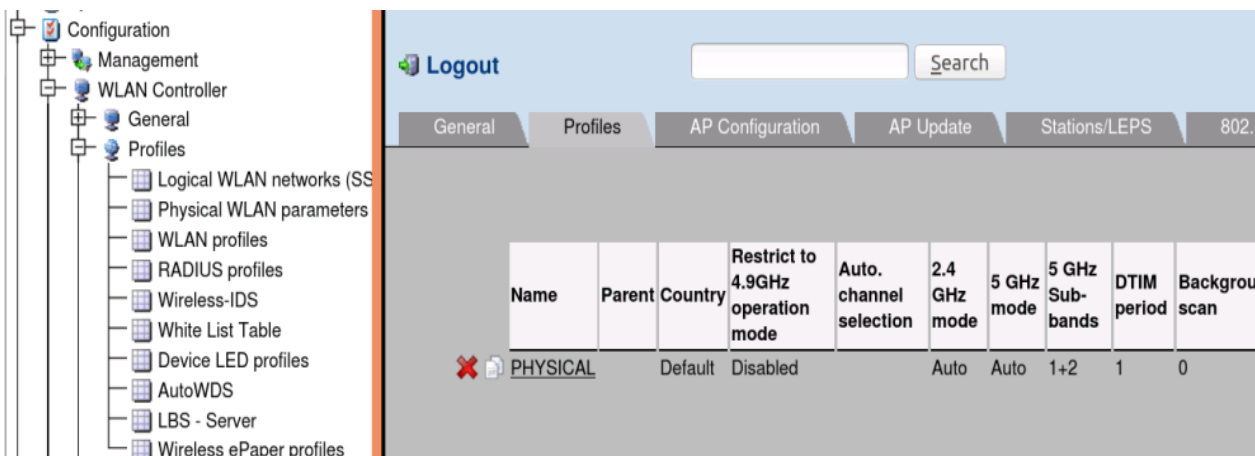 Configuration
Management
WLAN Controller
General
Profiles
Logical WLAN networks (SS
Physical WLAN parameters
WLAN profiles
RADIUS profiles
Wireless-IDS
White List Table
Device LED profiles
AutoWDS
LBS - Server
Wireless ePaper profiles
Logout
Search
General Profiles AP Configuration AP Update Stations/LEPS 802.
Name Parent Country Restrict to 4.9GHz operation mode Auto. channel selection 2.4 GHz mode 5 GHz mode 5 GHz Sub-bands DTIM period Backgrou scan
PHYSICAL Default Disabled Auto Auto 1+2 1 0